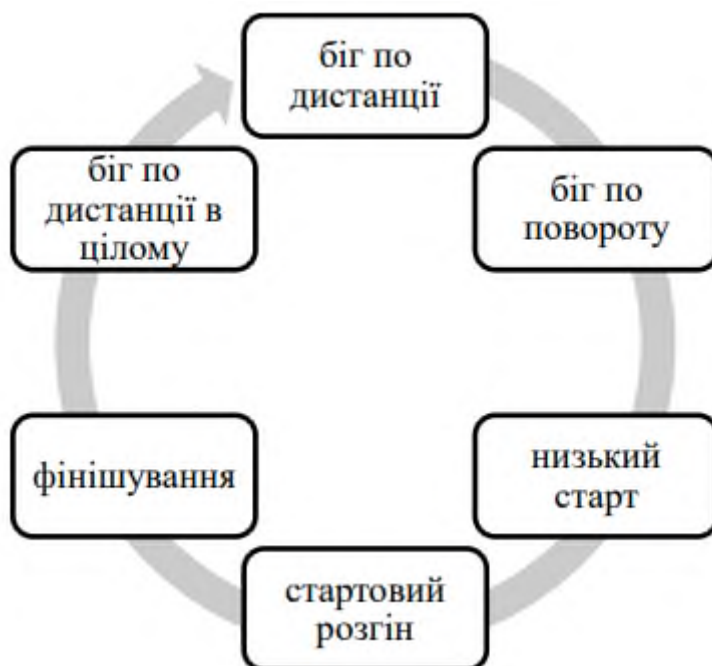 біг по
дистанції
біг по
повороту
низький
старт
стартовий
розгін
фінішування
біг по
дистанції в
цілому